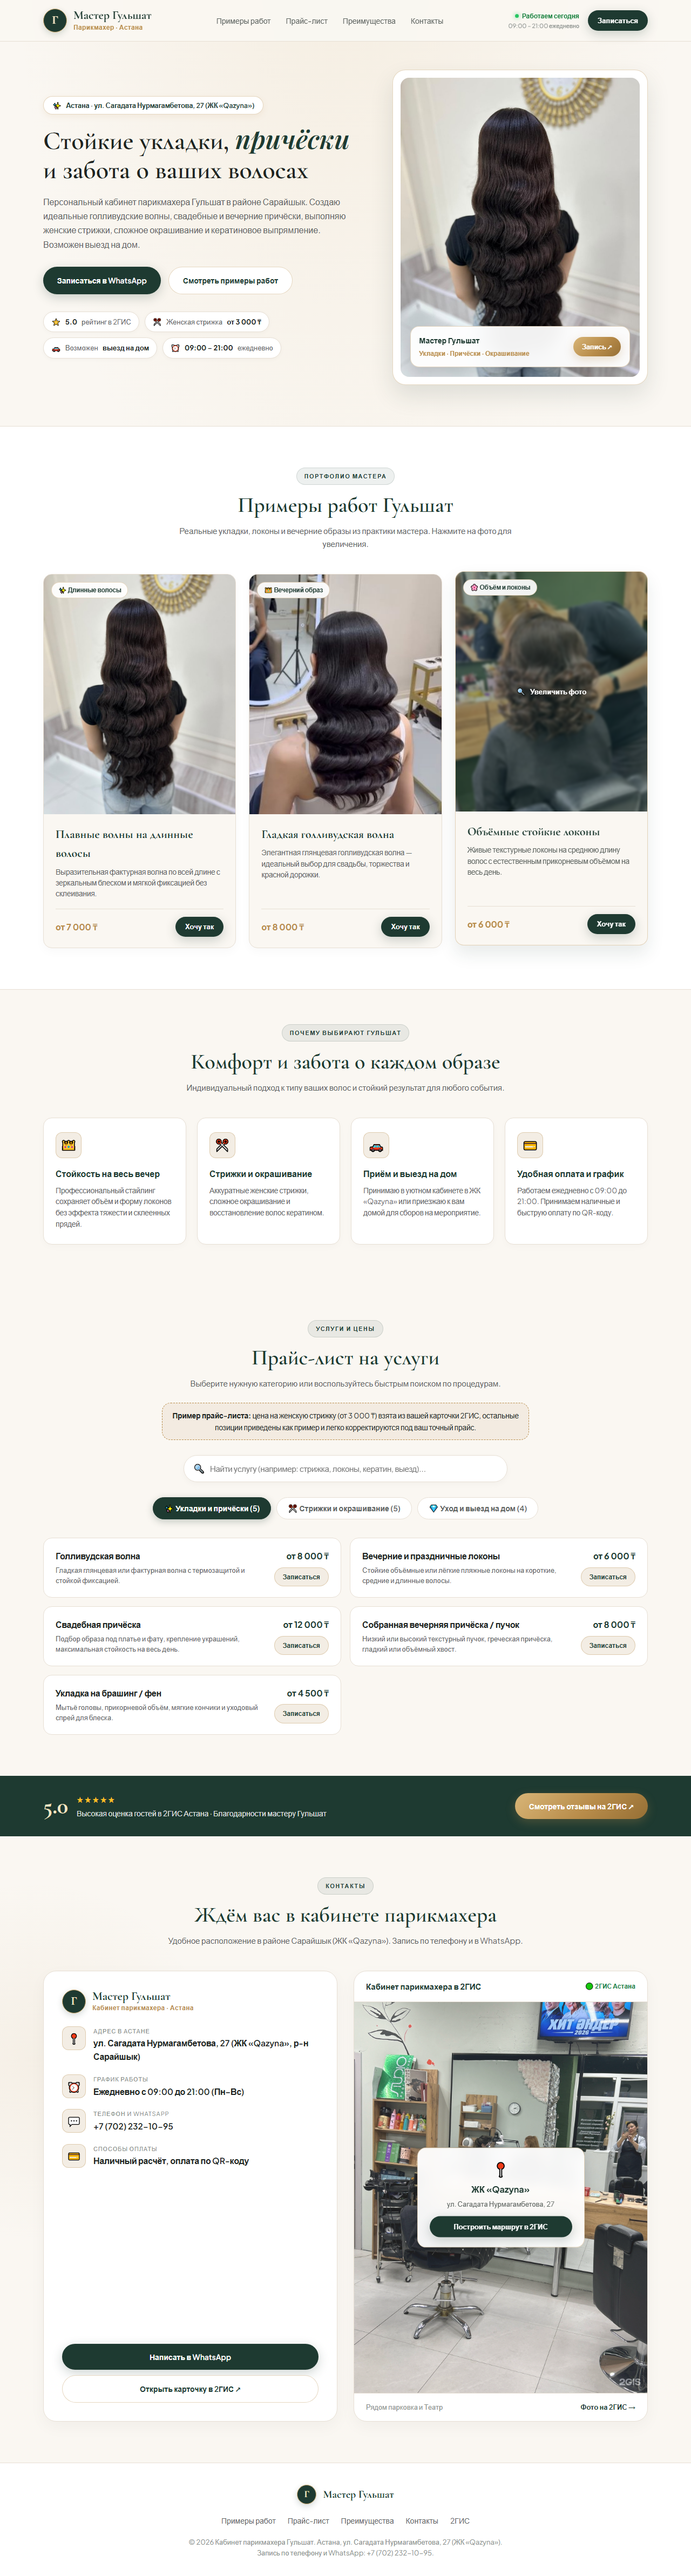 Г
Мастер Гульшат
Парикмахер · Астана
Примеры работ
Прайс-лист
Преимущества
Контакты
Работаем сегодня
09:00 – 21:00 ежедневно
Записаться
Астана · ул. Сагадата Нурмагамбетова, 27 (ЖК «Qazyna»)
Стойкие укладки, причёски
и забота о ваших волосах
Персональный кабинет парикмахера Гульшат в районе Сарайшык. Создаю
идеальные голливудские волны, свадебные и вечерние причёски, выполняю
женские стрижки, сложное окрашивание и кератиновое выпрямление.
Возможен выезд на дом.
Записаться в WhatsApp
Смотреть примеры работ
5.0 рейтинг в 2ГИС
Женская стрижка от 3 000 ₸
Возможен выезд на дом
09:00 – 21:00 ежедневно
Мастер Гульшат
Укладки · Причёски · Окрашивание
Запись ↗
ПОРТФОЛИО МАСТЕРА
Примеры работ Гульшат
Реальные укладки, локоны и вечерние образы из практики мастера. Нажмите на фото для
увеличения.
Длинные волосы
Вечерний образ
Объём и локоны
Увеличить фото
Плавные волны на длинные
волосы
Выразительная фактурная волна по всей длине с
зеркальным блеском и мягкой фиксацией без
склеивания.
от 7 000 ₸
Хочу так
Гладкая голливудская волна
Элегантная глянцевая голливудская волна —
идеальный выбор для свадьбы, торжества и
красной дорожки.
от 8 000 ₸
Хочу так
Объёмные стойкие локоны
Живые текстурные локоны на среднюю длину
волос с естественным прикорневым объёмом на
весь день.
от 6 000 ₸
Хочу так
ПОЧЕМУ ВЫБИРАЮТ ГУЛЬШАТ
Комфорт и забота о каждом образе
Индивидуальный подход к типу ваших волос и стойкий результат для любого события.
Стойкость на весь вечер
Профессиональный стайлинг
сохраняет объём и форму локонов
без эффекта тяжести и склеенных
прядей.
Стрижки и окрашивание
Аккуратные женские стрижки,
сложное окрашивание и
восстановление волос кератином.
Приём и выезд на дом
Принимаю в уютном кабинете в ЖК
«Qazyna» или приезжаю к вам
домой для сборов на мероприятие.
Удобная оплата и график
Работаем ежедневно с 09:00 до
21:00. Принимаем наличные и
быструю оплату по QR-коду.
УСЛУГИ И ЦЕНЫ
Прайс-лист на услуги
Выберите нужную категорию или воспользуйтесь быстрым поиском по процедурам.
Пример прайс-листа: цена на женскую стрижку (от 3 000 ₸) взята из вашей карточки 2ГИС, остальные
позиции приведены как пример и легко корректируются под ваш точный прайс.
Найти услугу (например: стрижка, локоны, кератин, выезд)...
Укладки и причёски (5)
Стрижки и окрашивание (5)
Уход и выезд на дом (4)
Голливудская волна
от 8 000 ₸
Гладкая глянцевая или фактурная волна с термозащитой и
стойкой фиксацией.
Записаться
Вечерние и праздничные локоны
от 6 000 ₸
Стойкие объёмные или лёгкие пляжные локоны на короткие,
средние и длинные волосы.
Записаться
Свадебная причёска
от 12 000 ₸
Подбор образа под платье и фату, крепление украшений,
максимальная стойкость на весь день.
Записаться
Собранная вечерняя причёска / пучок
от 8 000 ₸
Низкий или высокий текстурный пучок, греческая причёска,
гладкий или объёмный хвост.
Записаться
Укладка на брашинг / фен
от 4 500 ₸
Мытьё головы, прикорневой объём, мягкие кончики и уходовый
спрей для блеска.
Записаться
5.0
★★★★★
Высокая оценка гостей в 2ГИС Астана · Благодарности мастеру Гульшат
Смотреть отзывы на 2ГИС ↗
КОНТАКТЫ
Ждём вас в кабинете парикмахера
Удобное расположение в районе Сарайшык (ЖК «Qazyna»). Запись по телефону и в WhatsApp.
Г
Мастер Гульшат
Кабинет парикмахера · Астана
АДРЕС В АСТАНЕ
ул. Сагадата Нурмагамбетова, 27 (ЖК «Qazyna», р-н
Сарайшык)
ГРАФИК РАБОТЫ
Ежедневно с 09:00 до 21:00 (Пн–Вс)
ТЕЛЕФОН И WHATSAPP
+7 (702) 232-10-95
СПОСОБЫ ОПЛАТЫ
Наличный расчёт, оплата по QR-коду
Написать в WhatsApp
Открыть карточку в 2ГИС ↗
Кабинет парикмахера в 2ГИС
2ГИС Астана
ХИТ ӘНДЕР
2026
ЖК «Qazyna»
ул. Сагадата Нурмагамбетова, 27
Построить маршрут в 2ГИС
2GIS
Рядом парковка и Театр
Фото на 2ГИС →
Г
Мастер Гульшат
Примеры работ
Прайс-лист
Преимущества
Контакты
2ГИС
© 2026 Кабинет парикмахера Гульшат. Астана, ул. Сагадата Нурмагамбетова, 27 (ЖК «Qazyna»).
Запись по телефону и WhatsApp: +7 (702) 232-10-95.